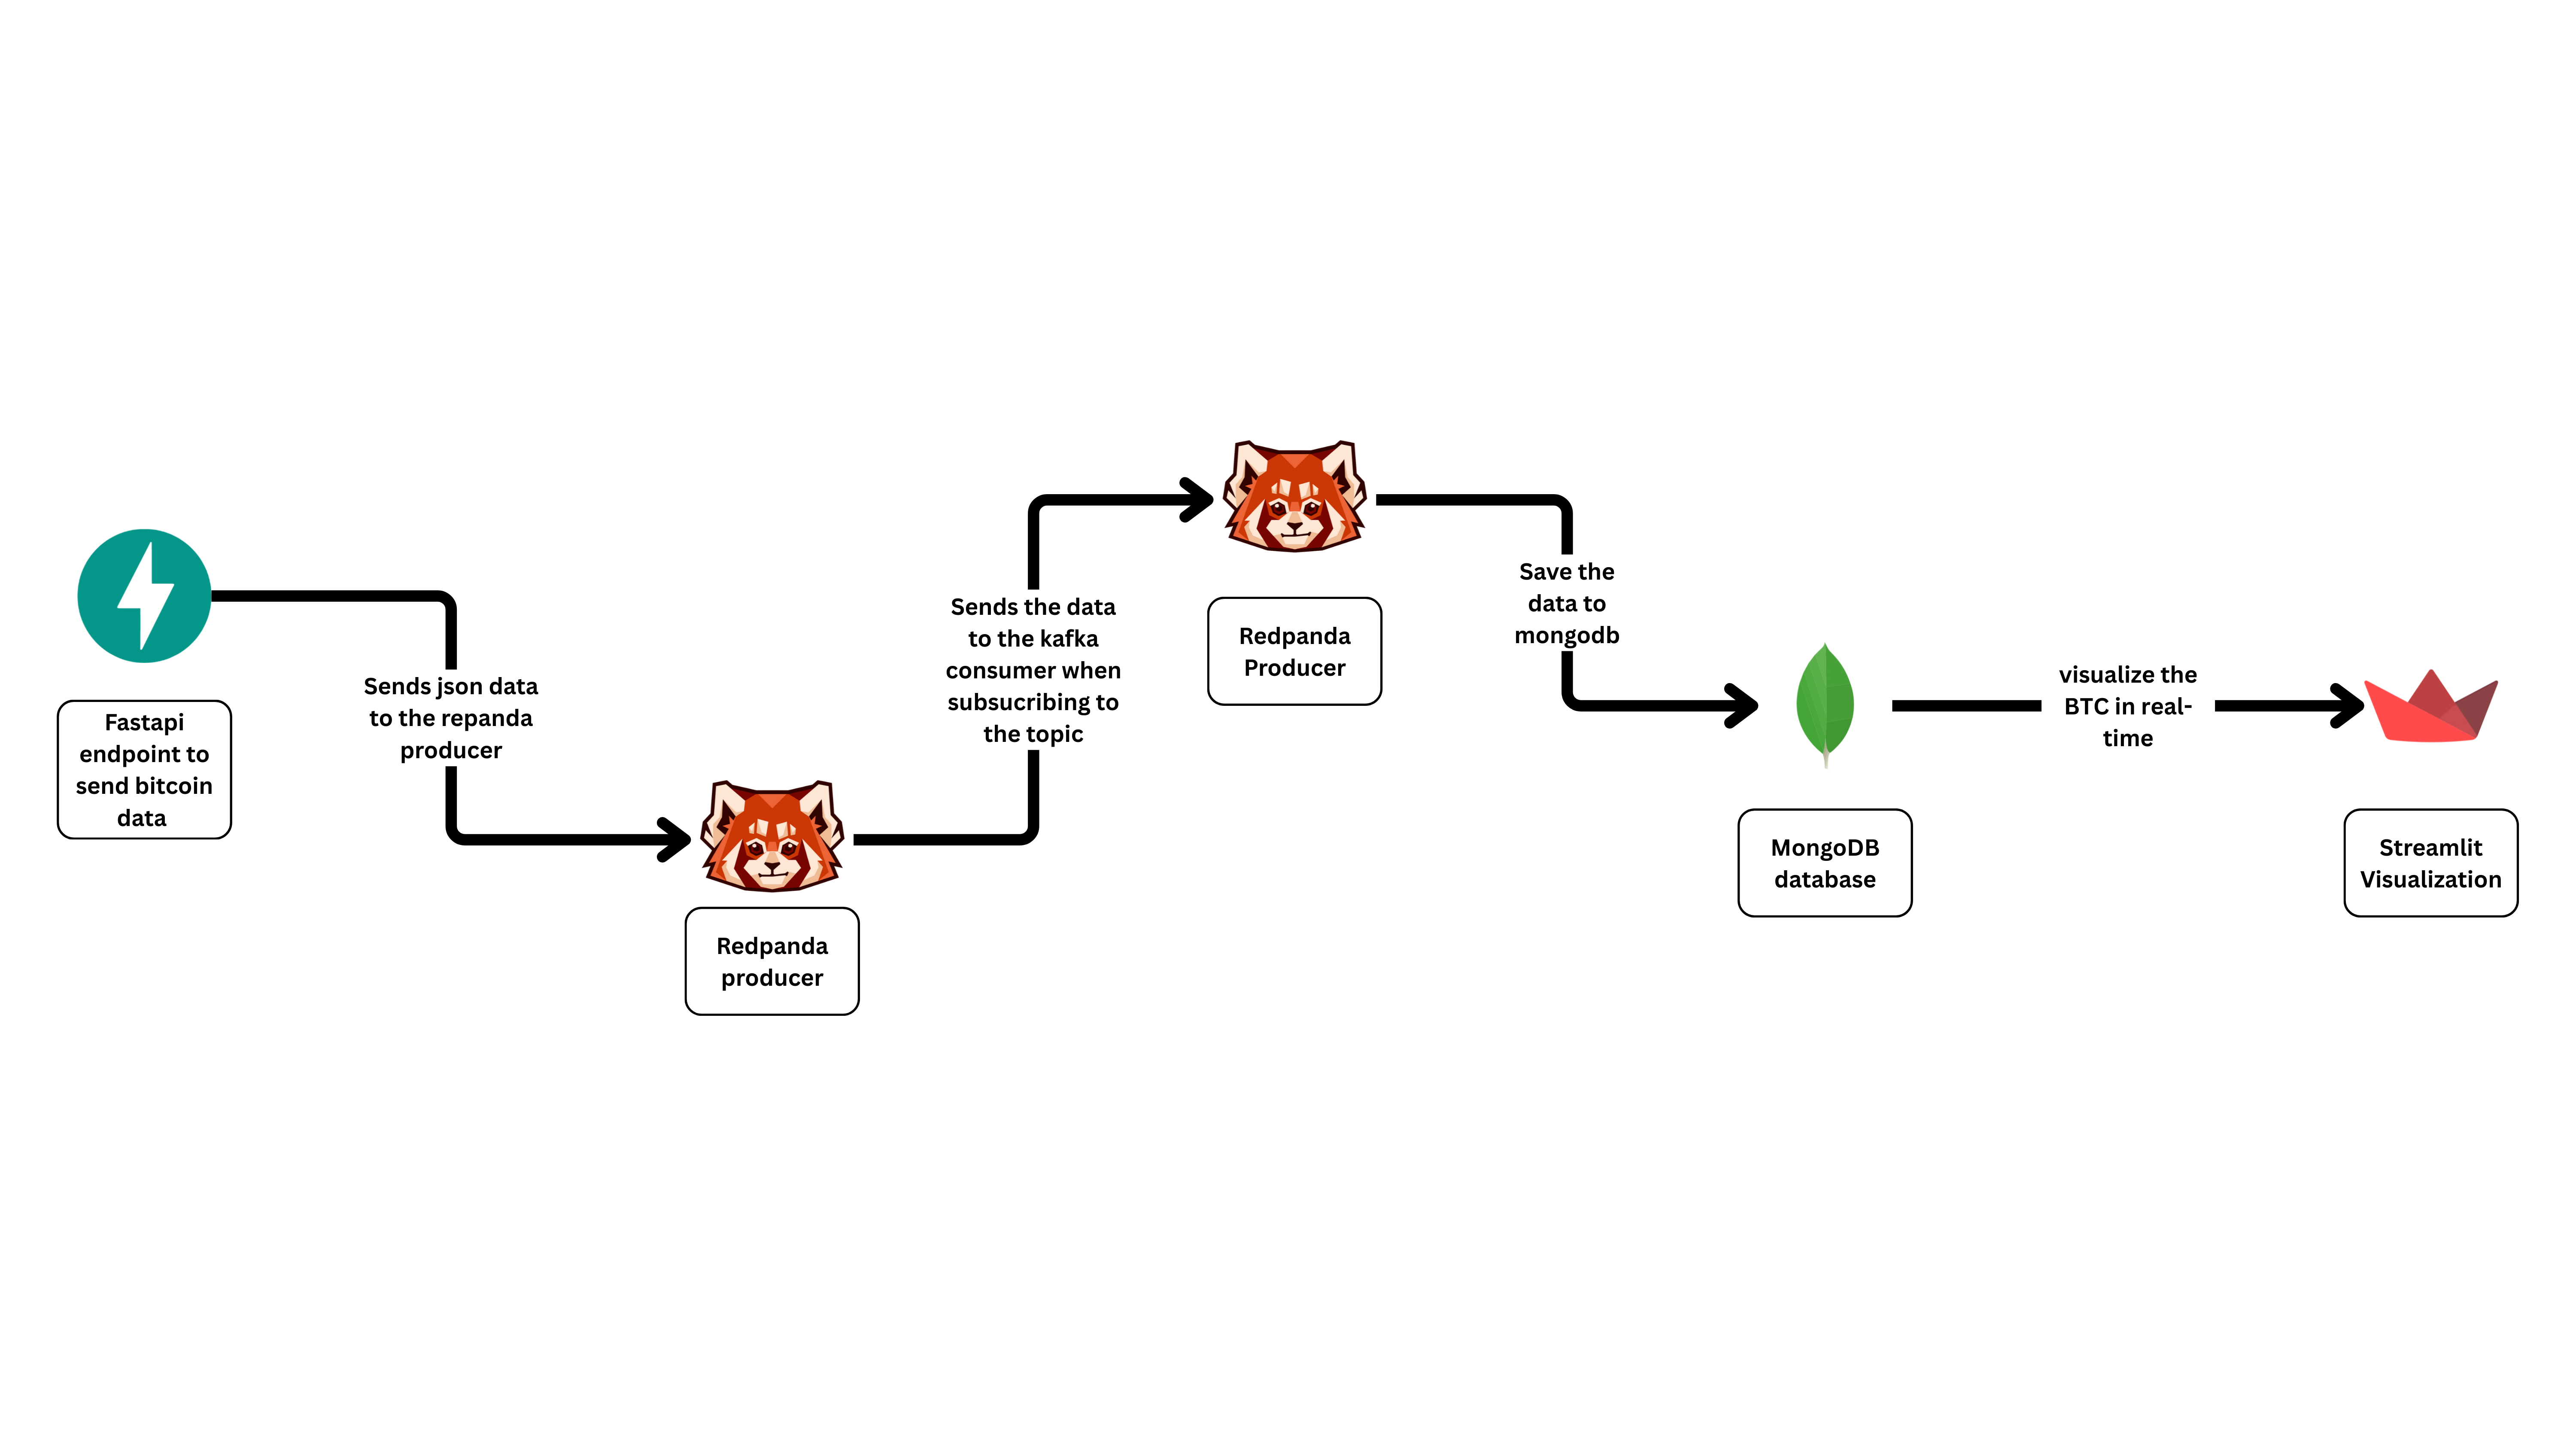 Fastapi
endpoint to
send bitcoin
data
Sends json data
to the repanda
producer
Redpanda
producer
Sends the data
to the kafka
consumer when
subsucribing to
the topic
Redpanda
Producer
Save the
data to
mongodb
MongoDB
database
visualize the
BTC in real-
time
Streamlit
Visualization